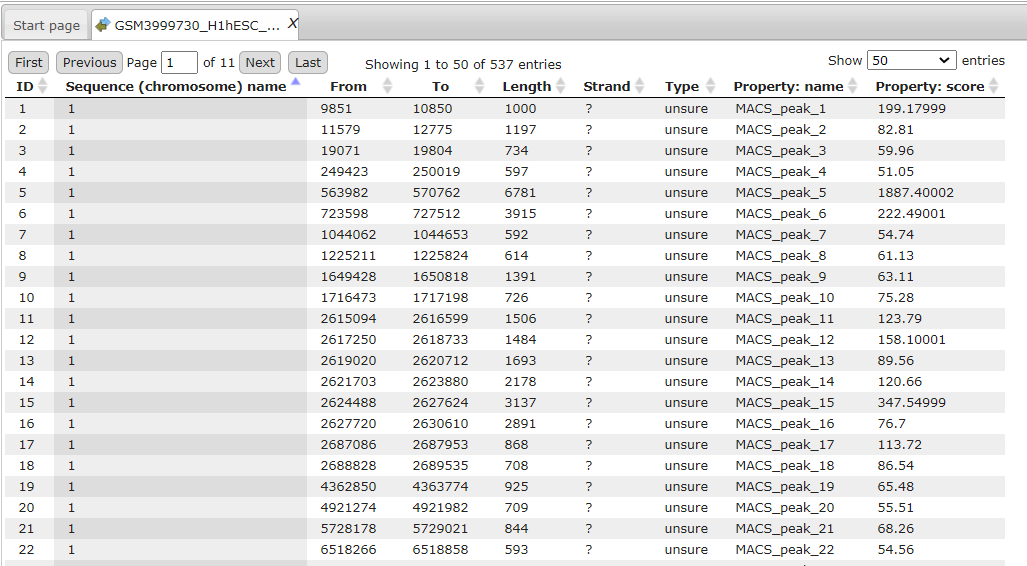 Start page GSM3999730_H1hESC_... X
First Previous Page 1 of 11 Next Last Showing 1 to 50 of 537 entries Show 50 entries
ID Sequence (chromosome) name From To Length Strand Type Property: name Property: score
1 1 9851 10850 1000 ? unsure MACS_peak_1 199.17999
2 1 11579 12775 1197 ? unsure MACS_peak_2 82.81
3 1 19071 19804 734 ? unsure MACS_peak_3 59.96
4 1 249423 250019 597 ? unsure MACS_peak_4 51.05
5 1 563982 570762 6781 ? unsure MACS_peak_5 1887.40002
6 1 723598 727512 3915 ? unsure MACS_peak_6 222.49001
7 1 1044062 1044653 592 ? unsure MACS_peak_7 54.74
8 1 1225211 1225824 614 ? unsure MACS_peak_8 61.13
9 1 1649428 1650818 1391 ? unsure MACS_peak_9 63.11
10 1 1716473 1717198 726 ? unsure MACS_peak_10 75.28
11 1 2615094 2616599 1506 ? unsure MACS_peak_11 123.79
12 1 2617250 2618733 1484 ? unsure MACS_peak_12 158.10001
13 1 2619020 2620712 1693 ? unsure MACS_peak_13 89.56
14 1 2621703 2623880 2178 ? unsure MACS_peak_14 120.66
15 1 2624488 2627624 3137 ? unsure MACS_peak_15 347.54999
16 1 2627720 2630610 2891 ? unsure MACS_peak_16 76.7
17 1 2687086 2687953 868 ? unsure MACS_peak_17 113.72
18 1 2688828 2689535 708 ? unsure MACS_peak_18 86.54
19 1 4362850 4363774 925 ? unsure MACS_peak_19 65.48
20 1 4921274 4921982 709 ? unsure MACS_peak_20 55.51
21 1 5728178 5729021 844 ? unsure MACS_peak_21 68.26
22 1 6518266 6518858 593 ? unsure MACS_peak_22 54.56